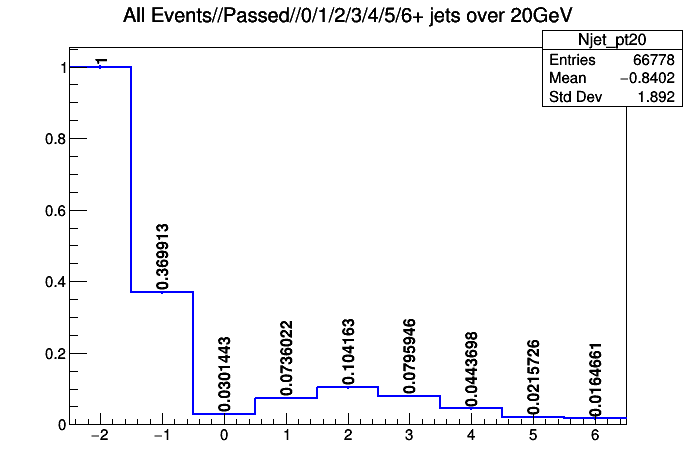 All Events//Passed//0/1/2/3/4/5/6+ jets over 20GeV
Njet_pt20
Entries 66778
Mean −0.8402
Std Dev 1.892
1
0.8
0.6
0.4
0.2
0
1
0.369913
0.0301443
0.0736022
0.104163
0.0795946
0.0443698
0.0215726
0.0164661
−2 −1 0 1 2 3 4 5 6